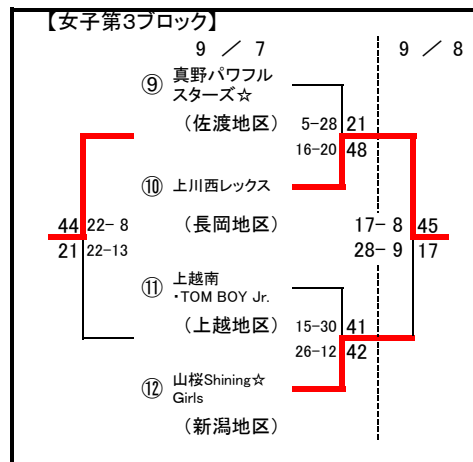 【女子第3ブロック】
9 ／ 7
9 ／ 8
⑨ 真野パワフル
スターズ☆
（佐渡地区）
5-28 21
16-20 48
⑩ 上川西レックス
（長岡地区）
44 22- 8
21 22-13
17- 8 45
28- 9 17
⑪ 上越南
・TOM BOY Jr.
（上越地区）
15-30 41
26-12 42
⑫ 山桜Shining☆
Girls
（新潟地区）